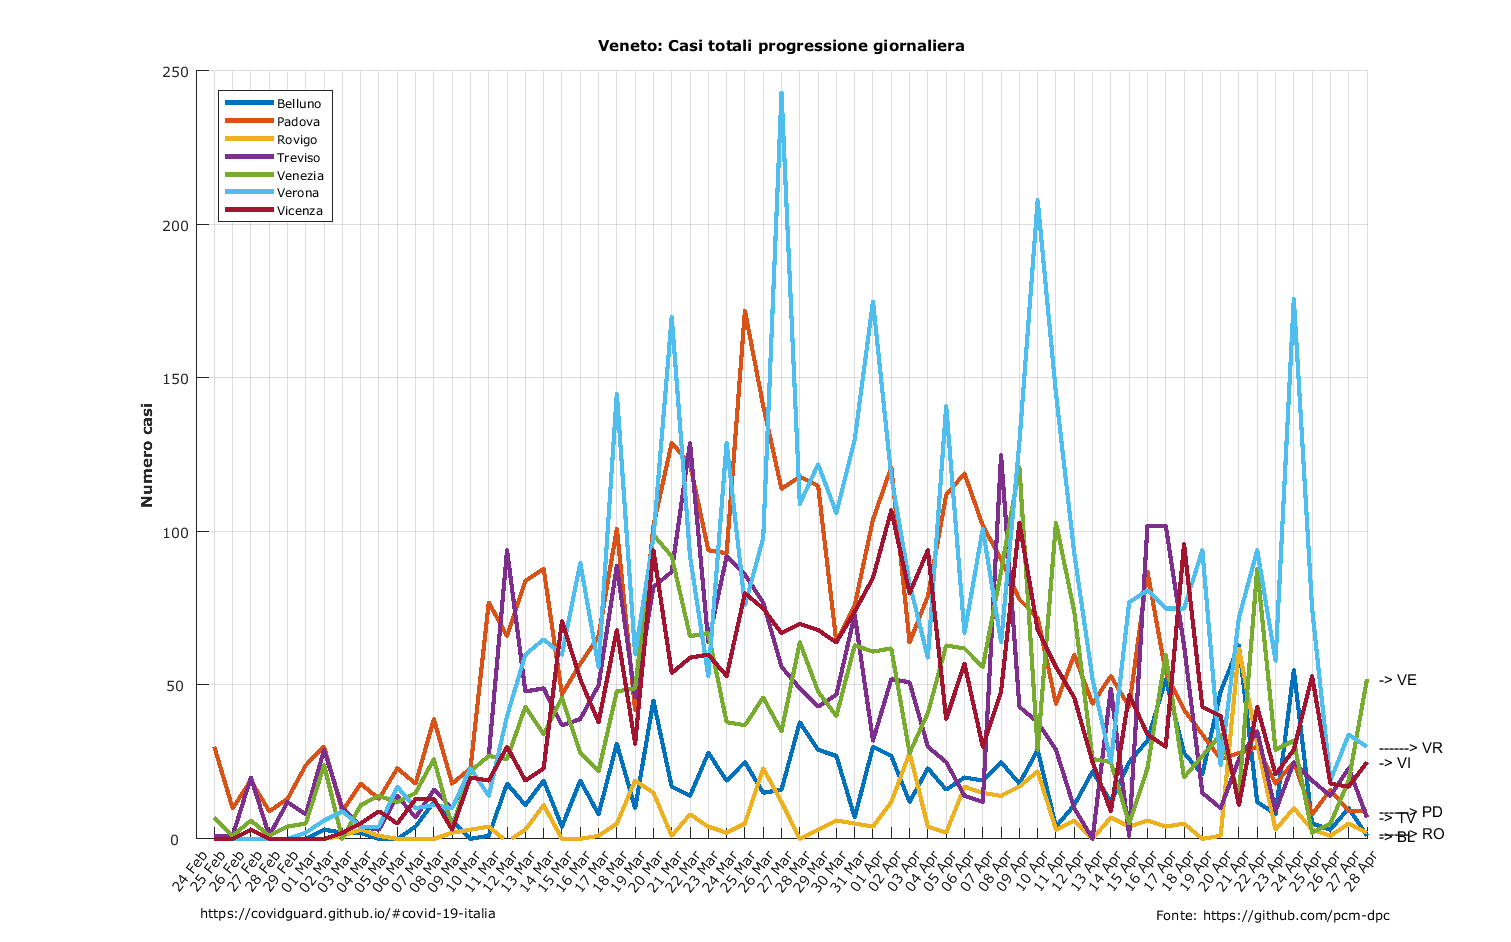 Veneto: Casi totali progressione giornaliera
250
200
150
100
50
0
Numero casi
Belluno
Padova
Rovigo
Treviso
Venezia
Verona
Vicenza
-> VE
------> VR
-> VI
------> PD
-> TV
------> RO
-> BL
24 Feb
25 Feb
26 Feb
27 Feb
28 Feb
29 Feb
01 Mar
02 Mar
03 Mar
04 Mar
05 Mar
06 Mar
07 Mar
08 Mar
09 Mar
10 Mar
11 Mar
12 Mar
13 Mar
14 Mar
15 Mar
16 Mar
17 Mar
18 Mar
19 Mar
20 Mar
21 Mar
22 Mar
23 Mar
24 Mar
25 Mar
26 Mar
27 Mar
28 Mar
29 Mar
30 Mar
31 Mar
01 Apr
02 Apr
03 Apr
04 Apr
05 Apr
06 Apr
07 Apr
08 Apr
09 Apr
10 Apr
11 Apr
12 Apr
13 Apr
14 Apr
15 Apr
16 Apr
17 Apr
18 Apr
19 Apr
20 Apr
21 Apr
22 Apr
23 Apr
24 Apr
25 Apr
26 Apr
27 Apr
28 Apr
https://covidguard.github.io/#covid-19-italia
Fonte: https://github.com/pcm-dpc